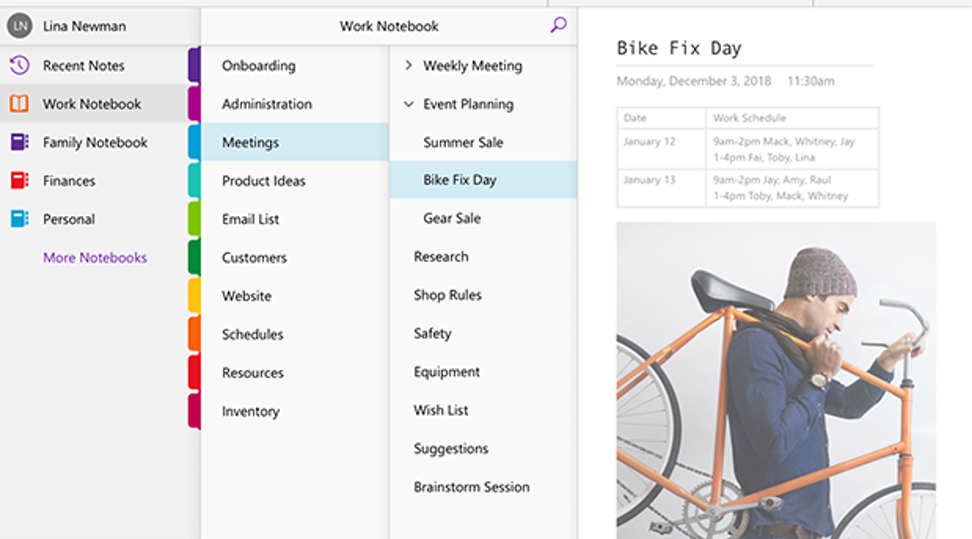 LN Lina Newman
Recent Notes
Work Notebook
Family Notebook
Finances
Personal
More Notebooks
Work Notebook
Onboarding
Administration
Meetings
Product Ideas
Email List
Customers
Website
Schedules
Resources
Inventory
Weekly Meeting
Event Planning
Summer Sale
Bike Fix Day
Gear Sale
Research
Shop Rules
Safety
Equipment
Wish List
Suggestions
Brainstorm Session
Bike Fix Day
Monday, December 3, 2018 11:30am
Date Work Schedule
January 12 9am-2pm Mack, Whitney, Jay
1-4pm Fai, Toby, Lina
January 13 9am-2pm Jay, Amy, Raul
1-4pm Toby, Mack, Whitney